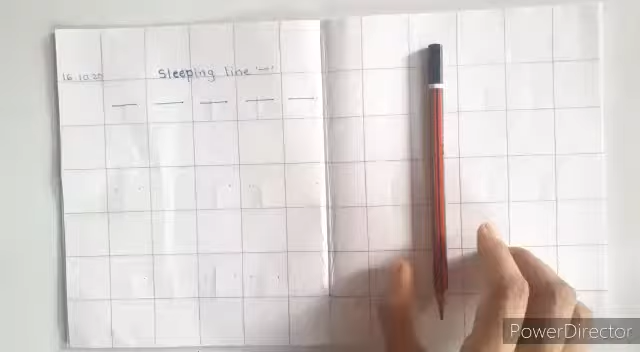 16.10.20
Sleeping line '—'
— — — — —
PowerDirector